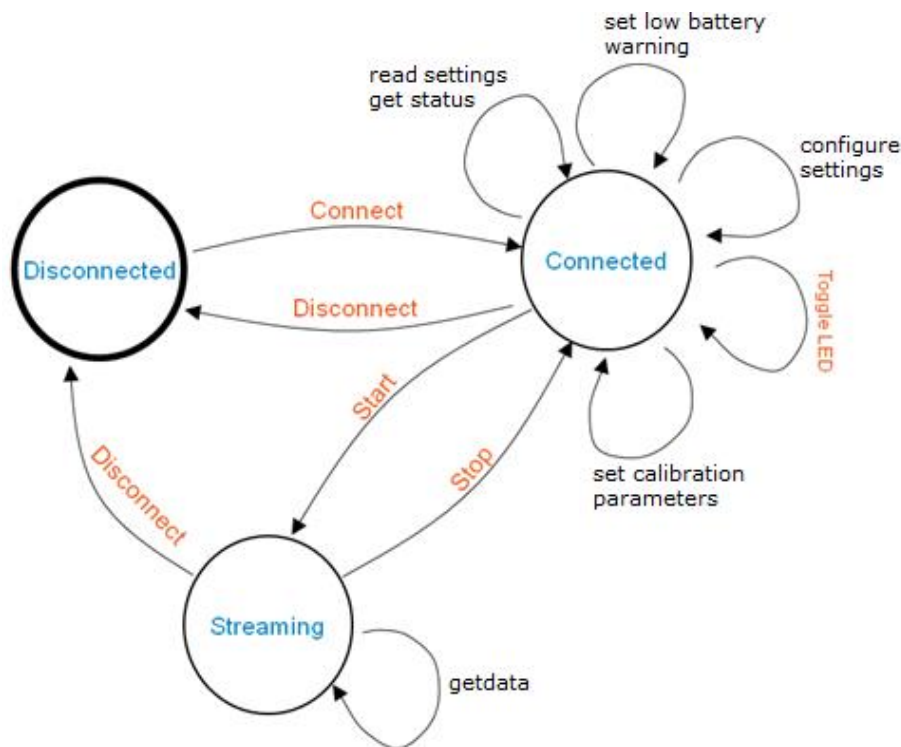 set low battery
warning
read settings
get status
configure
settings
Connect
Disconnected
Connected
Disconnect
Toggle LED
Start
Stop
Disconnect
set calibration
parameters
Streaming
getdata